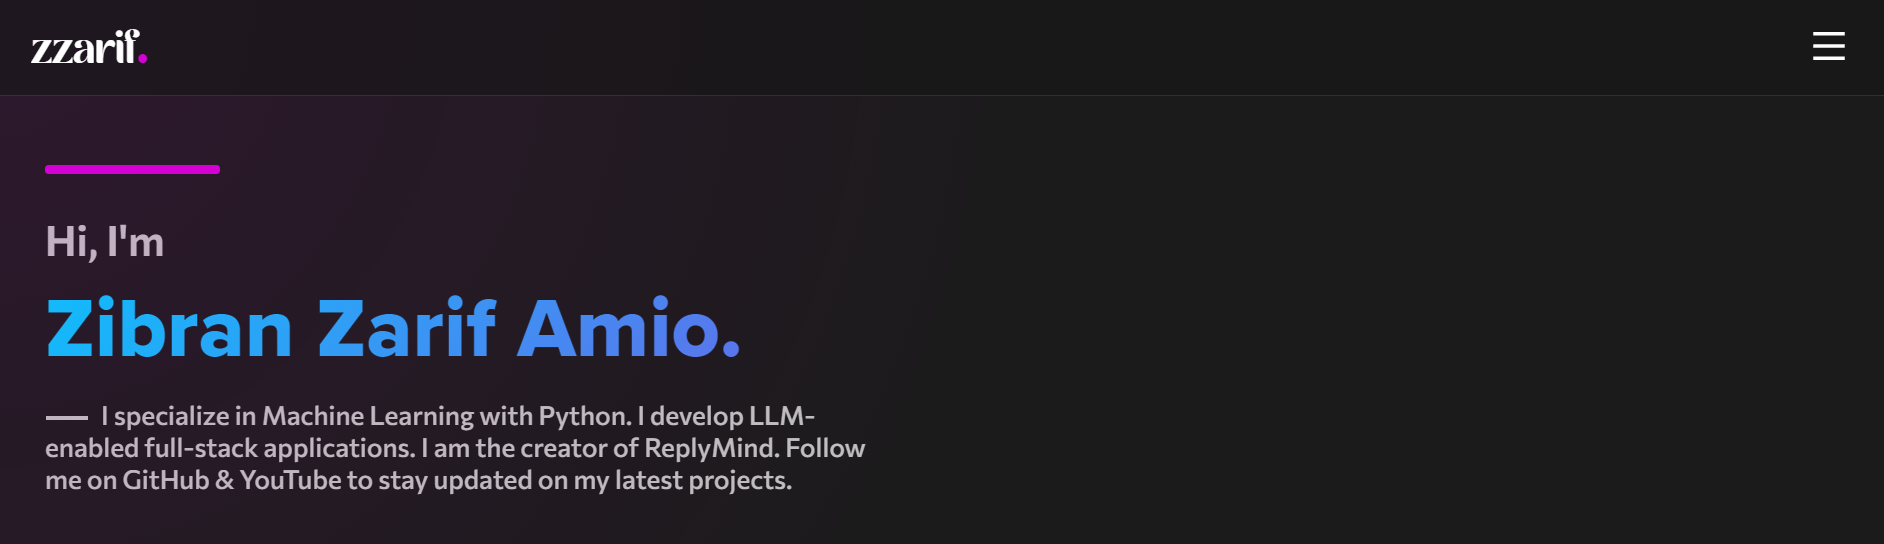 zzarif.
Hi, I'm
Zibran Zarif Amio.
— I specialize in Machine Learning with Python. I develop LLM-
enabled full-stack applications. I am the creator of ReplyMind. Follow
me on GitHub & YouTube to stay updated on my latest projects.